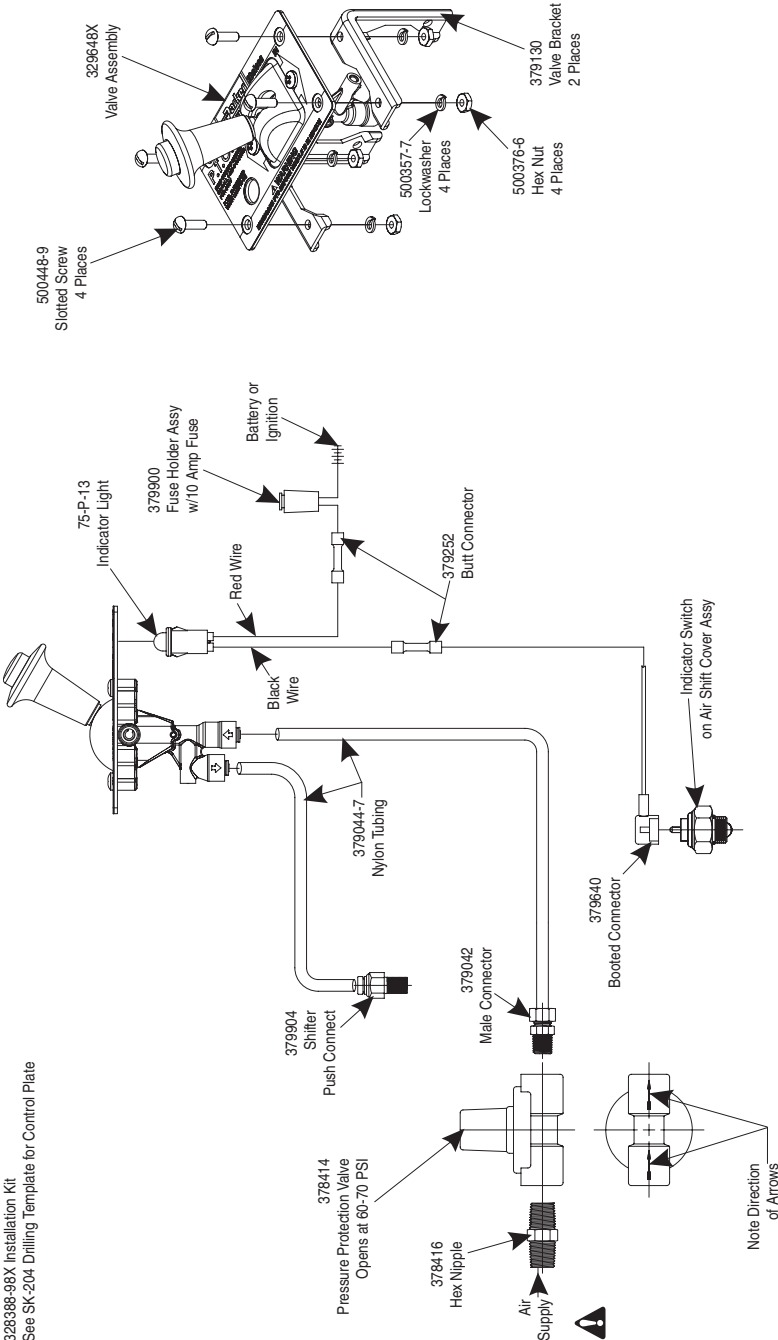 328388-98X Installation Kit
See SK-204 Drilling Template for Control Plate
500448-9
Slotted Screw
4 Places
329648X
Valve Assembly
500357-7
Lockwasher
4 Places
500376-6
Hex Nut
4 Places
379130
Valve Bracket
2 Places
75-P-13
Indicator Light
379900
Fuse Holder Assy
w/10 Amp Fuse
Battery or
Ignition
Red Wire
Black
Wire
379252
Butt Connector
379044-7
Nylon Tubing
379904
Shifter
Push Connect
379042
Male Connector
379640
Booted Connector
Indicator Switch
on Air Shift Cover Assy
378414
Pressure Protection Valve
Opens at 60-70 PSI
378416
Hex Nipple
Air
Supply
Note Direction
of Arrows